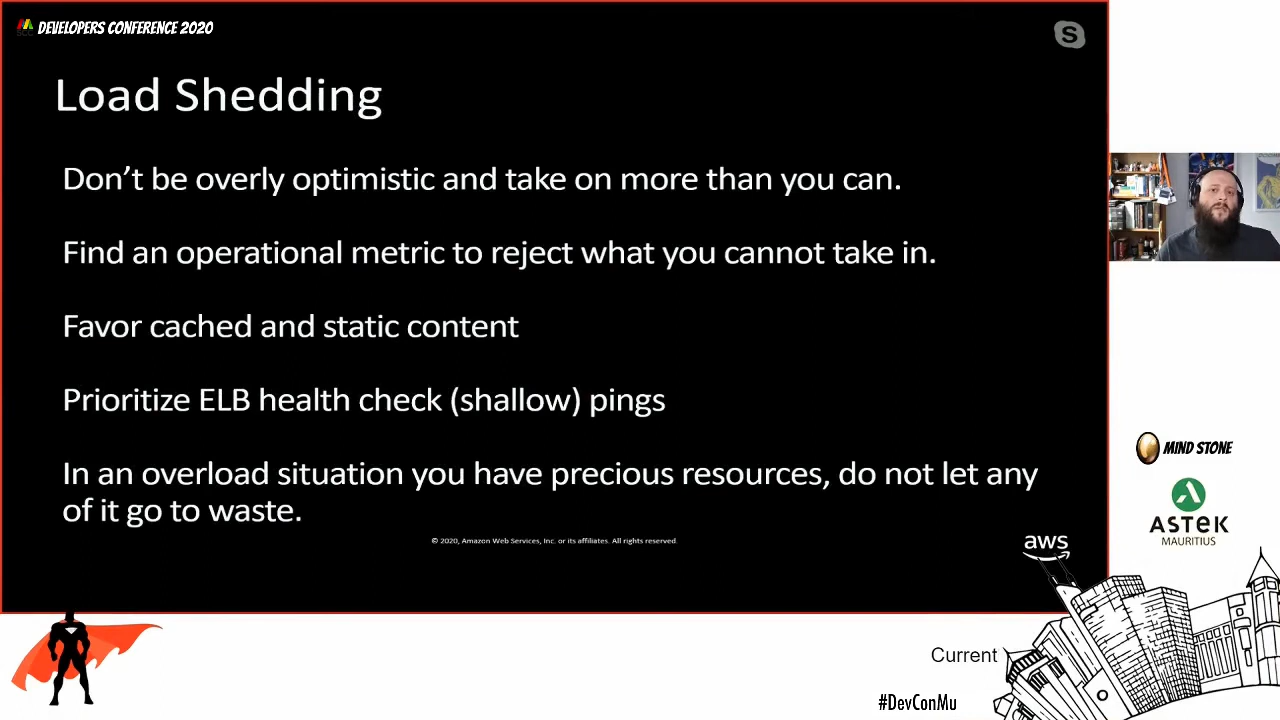 DEVELOPERS CONFERENCE 2020
S
Load Shedding
Don’t be overly optimistic and take on more than you can.
Find an operational metric to reject what you cannot take in.
Favor cached and static content
Prioritize ELB health check (shallow) pings
In an overload situation you have precious resources, do not let any
of it go to waste.
© 2020, Amazon Web Services, Inc. or its affiliates. All rights reserved.
aws
MIND STONE
ASTEK
MAURITIUS
Current
#DevConMu